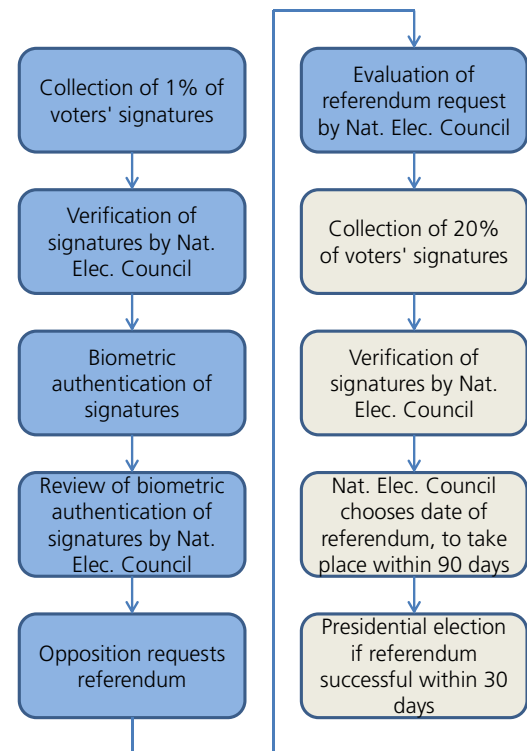 Collection of 1% of
voters' signatures
Verification of
signatures by Nat.
Elec. Council
Biometric
authentication of
signatures
Review of biometric
authentication of
signatures by Nat.
Elec. Council
Opposition requests
referendum
Evaluation of
referendum request
by Nat. Elec. Council
Collection of 20%
of voters' signatures
Verification of
signatures by Nat.
Elec. Council
Nat. Elec. Council
chooses date of
referendum, to take
place within 90 days
Presidential election
if referendum
successful within 30
days